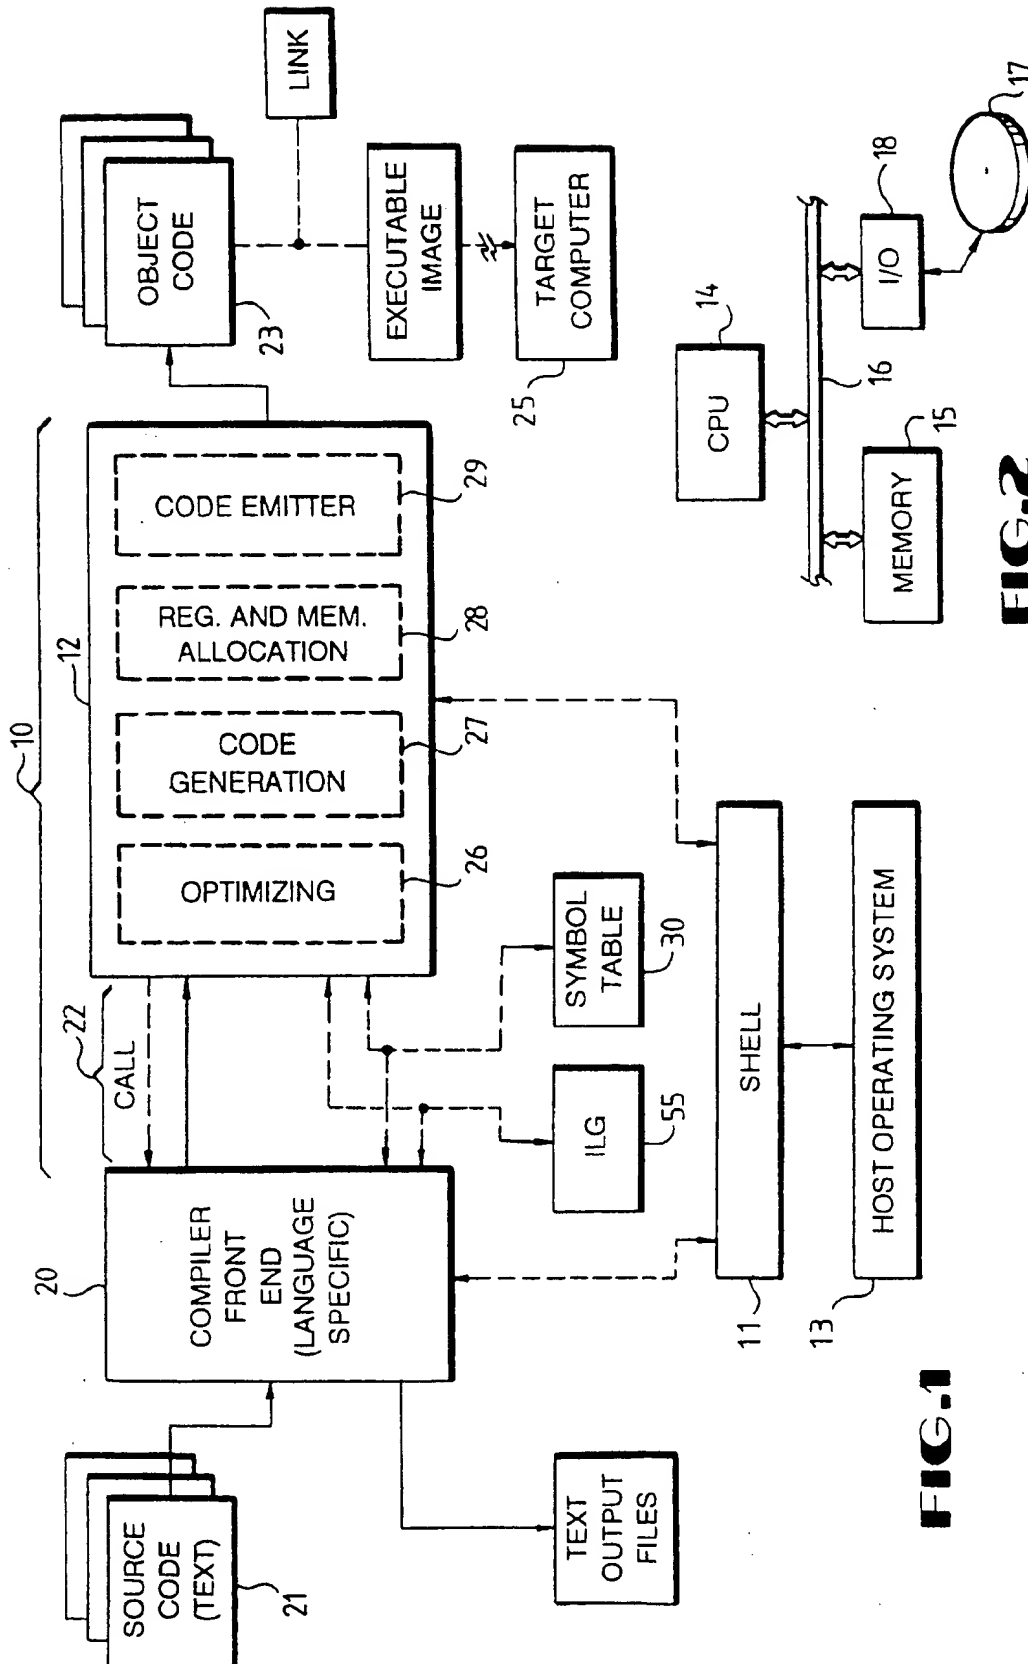 10
12
22
CALL
20
COMPILER
FRONT
END
(LANGUAGE
SPECIFIC)
SOURCE
CODE
(TEXT)
21
TEXT
OUTPUT
FILES
OPTIMIZING
26
CODE
GENERATION
27
REG. AND MEM.
ALLOCATION
28
CODE EMITTER
29
OBJECT
CODE
23
LINK
EXECUTABLE
IMAGE
TARGET
COMPUTER
25
ILG
55
SYMBOL
TABLE
30
SHELL
11
HOST OPERATING SYSTEM
13
FIG.1
CPU
14
MEMORY
15
16
I/O
18
17
FIG.2